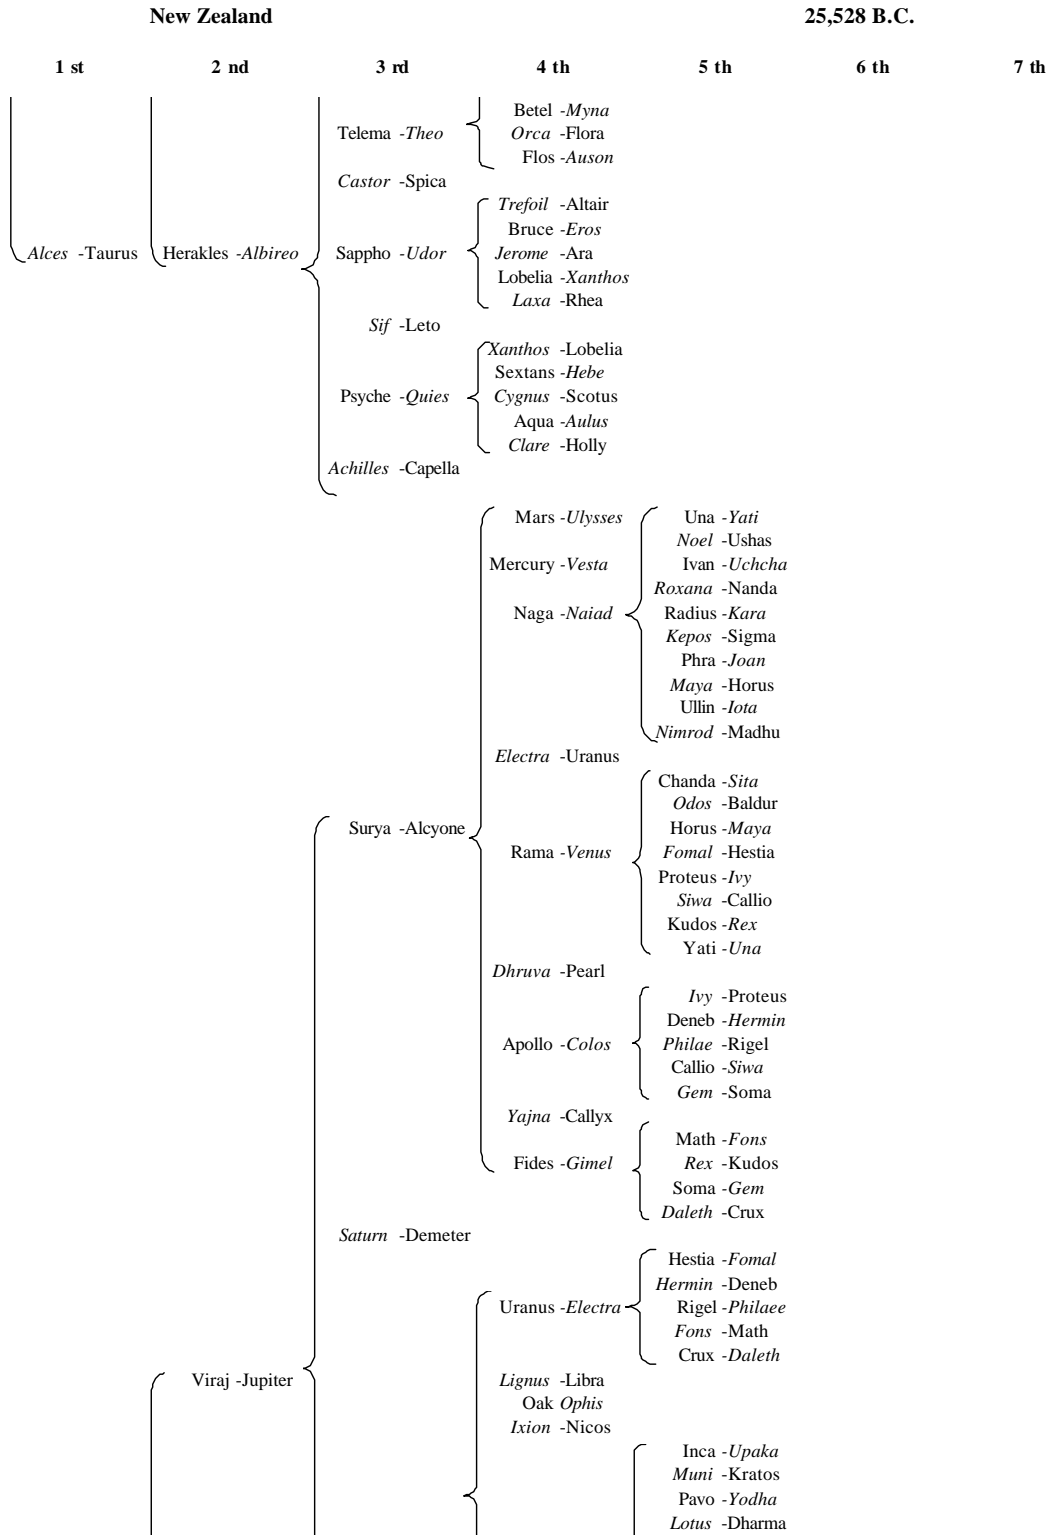 New Zealand 25,528 B.C.
1 st 2 nd 3 rd 4 th 5 th 6 th 7 th
Betel -Myna
Telema -Theo Orca -Flora
Flos -Auson
Castor -Spica
Trefoil -Altair
Bruce -Eros
Alces -Taurus Herakles -Albireo Sappho -Udor Jerome -Ara
Lobelia -Xanthos
Laxa -Rhea
Sif -Leto
Xanthos -Lobelia
Sextans -Hebe
Psyche -Quies Cygnus -Scotus
Aqua -Aulus
Clare -Holly
Achilles -Capella
Mars -Ulysses Una -Yati
Noel -Ushas
Mercury -Vesta Ivan -Uchcha
Roxana -Nanda
Naga -Naiad Radius -Kara
Kepos -Sigma
Phra -Joan
Maya -Horus
Ullin -Iota
Nimrod -Madhu
Electra -Uranus
Chanda -Sita
Odos -Baldur
Surya -Alcyone Horus -Maya
Rama -Venus Fomal -Hestia
Proteus -Ivy
Siwa -Callio
Kudos -Rex
Yati -Una
Dhruva -Pearl
Ivy -Proteus
Deneb -Hermin
Apollo -Colos Philae -Rigel
Callio -Siwa
Gem -Soma
Yajna -Callyx
Math -Fons
Fides -Gimel Rex -Kudos
Soma -Gem
Daleth -Crux
Saturn -Demeter
Hestia -Fomal
Hermin -Deneb
Uranus -Electra Rigel -Philaee
Fons -Math
Crux -Daleth
Viraj -Jupiter Lignus -Libra
Oak Ophis
Ixion -Nicos
Inca -Upaka
Muni -Kratos
Pavo -Yodha
Lotus -Dharma